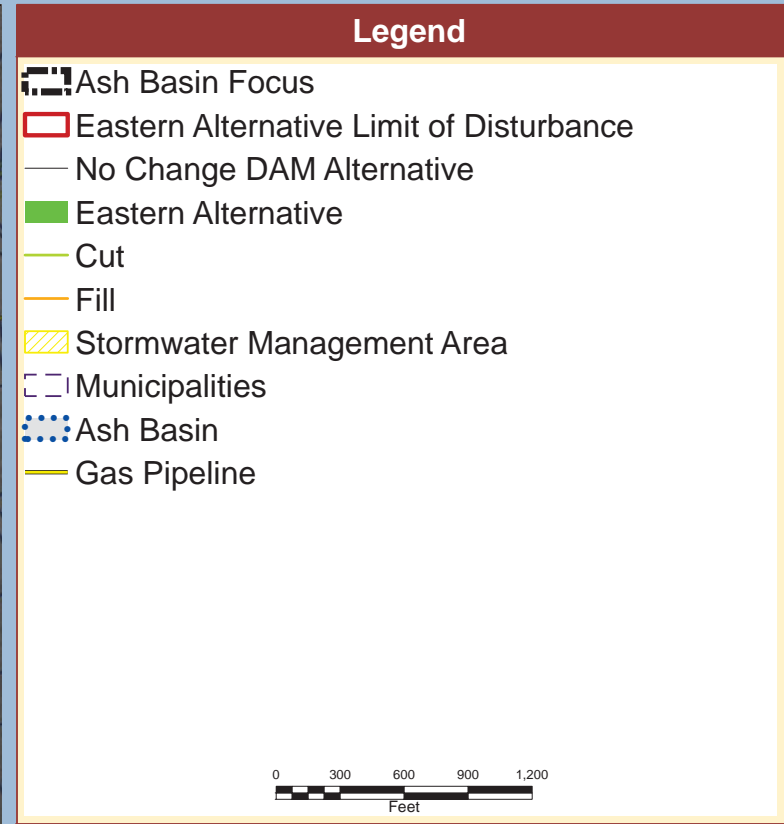 Legend
Ash Basin Focus
Eastern Alternative Limit of Disturbance
No Change DAM Alternative
Eastern Alternative
Cut
Fill
Stormwater Management Area
Municipalities
Ash Basin
Gas Pipeline
0 300 600 900 1,200
Feet